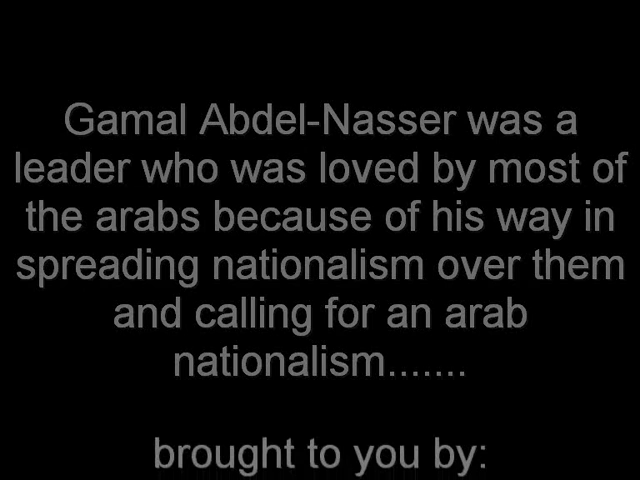 Gamal Abdel-Nasser was a
leader who was loved by most of
the arabs because of his way in
spreading nationalism over them
and calling for an arab
nationalism.......
brought to you by: